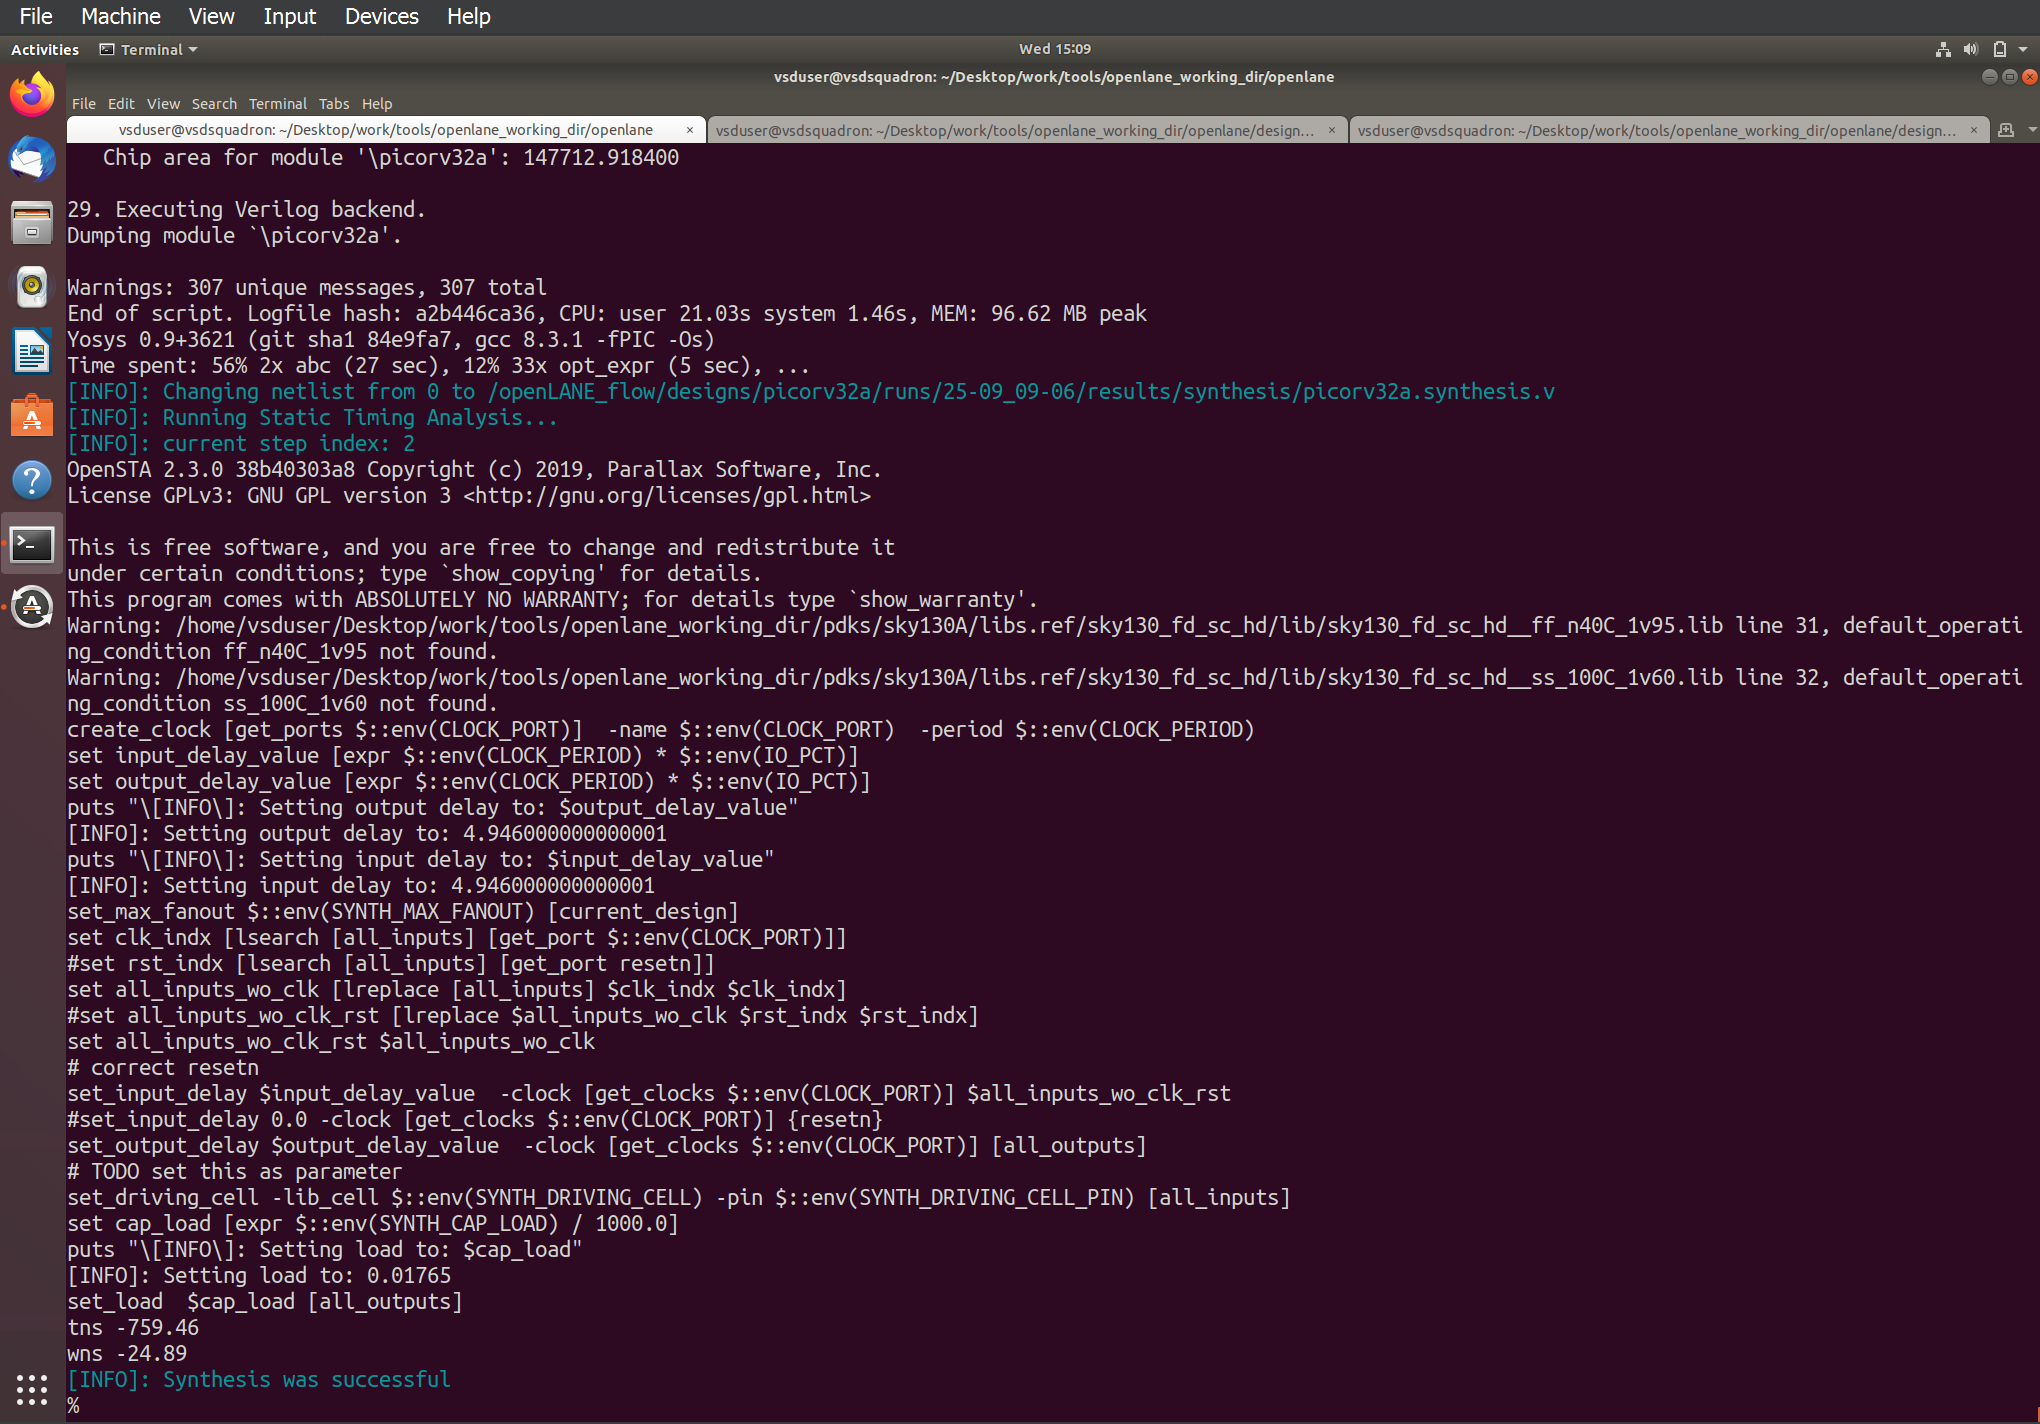 File Machine View Input Devices Help
Activities Terminal Wed 15:09
vsduser@vsdsquadron: ~/Desktop/work/tools/openlane_working_dir/openlane
File Edit View Search Terminal Tabs Help
vsduser@vsdsquadron: ~/Desktop/work/tools/openlane_working_dir/openlane × vsduser@vsdsquadron: ~/Desktop/work/tools/openlane_working_dir/openlane/design... × vsduser@vsdsquadron: ~/Desktop/work/tools/openlane_working_dir/openlane/design... ×
Chip area for module '\picorv32a': 147712.918400
29. Executing Verilog backend.
Dumping module `\picorv32a'.
Warnings: 307 unique messages, 307 total
End of script. Logfile hash: a2b446ca36, CPU: user 21.03s system 1.46s, MEM: 96.62 MB peak
Yosys 0.9+3621 (git sha1 84e9fa7, gcc 8.3.1 -fPIC -Os)
Time spent: 56% 2x abc (27 sec), 12% 33x opt_expr (5 sec), ...
[INFO]: Changing netlist from 0 to /openLANE_flow/designs/picorv32a/runs/25-09_09-06/results/synthesis/picorv32a.synthesis.v
[INFO]: Running Static Timing Analysis...
[INFO]: current step index: 2
OpenSTA 2.3.0 38b40303a8 Copyright (c) 2019, Parallax Software, Inc.
License GPLv3: GNU GPL version 3 <http://gnu.org/licenses/gpl.html>
This is free software, and you are free to change and redistribute it
under certain conditions; type `show_copying' for details.
This program comes with ABSOLUTELY NO WARRANTY; for details type `show_warranty'.
Warning: /home/vsduser/Desktop/work/tools/openlane_working_dir/pdks/sky130A/libs.ref/sky130_fd_sc_hd/lib/sky130_fd_sc_hd__ff_n40C_1v95.lib line 31, default_operati
ng_condition ff_n40C_1v95 not found.
Warning: /home/vsduser/Desktop/work/tools/openlane_working_dir/pdks/sky130A/libs.ref/sky130_fd_sc_hd/lib/sky130_fd_sc_hd__ss_100C_1v60.lib line 32, default_operati
ng_condition ss_100C_1v60 not found.
create_clock [get_ports $::env(CLOCK_PORT)]  -name $::env(CLOCK_PORT)  -period $::env(CLOCK_PERIOD)
set input_delay_value [expr $::env(CLOCK_PERIOD) * $::env(IO_PCT)]
set output_delay_value [expr $::env(CLOCK_PERIOD) * $::env(IO_PCT)]
puts "\[INFO\]: Setting output delay to: $output_delay_value"
[INFO]: Setting output delay to: 4.946000000000001
puts "\[INFO\]: Setting input delay to: $input_delay_value"
[INFO]: Setting input delay to: 4.946000000000001
set_max_fanout $::env(SYNTH_MAX_FANOUT) [current_design]
set clk_indx [lsearch [all_inputs] [get_port $::env(CLOCK_PORT)]]
#set rst_indx [lsearch [all_inputs] [get_port resetn]]
set all_inputs_wo_clk [lreplace [all_inputs] $clk_indx $clk_indx]
#set all_inputs_wo_clk_rst [lreplace $all_inputs_wo_clk $rst_indx $rst_indx]
set all_inputs_wo_clk_rst $all_inputs_wo_clk
# correct resetn
set_input_delay $input_delay_value  -clock [get_clocks $::env(CLOCK_PORT)] $all_inputs_wo_clk_rst
#set_input_delay 0.0 -clock [get_clocks $::env(CLOCK_PORT)] {resetn}
set_output_delay $output_delay_value  -clock [get_clocks $::env(CLOCK_PORT)] [all_outputs]
# TODO set this as parameter
set_driving_cell -lib_cell $::env(SYNTH_DRIVING_CELL) -pin $::env(SYNTH_DRIVING_CELL_PIN) [all_inputs]
set cap_load [expr $::env(SYNTH_CAP_LOAD) / 1000.0]
puts "\[INFO\]: Setting load to: $cap_load"
[INFO]: Setting load to: 0.01765
set_load  $cap_load [all_outputs]
tns -759.46
wns -24.89
[INFO]: Synthesis was successful
%